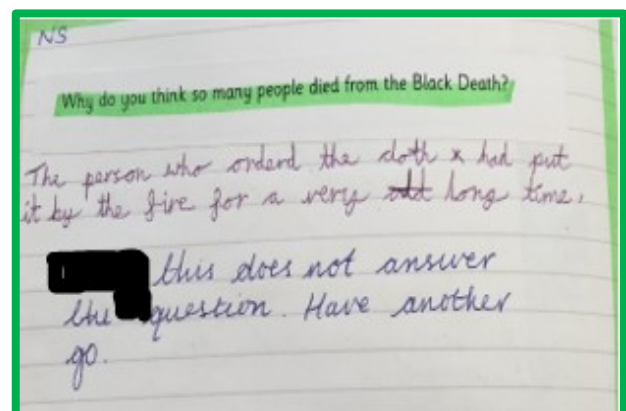 NS
Why do you think so many people died from the Black Death?
The person who orderd the cloth x had put
it by the fire for a very odd long time.
this does not answer
the question. Have another
go.